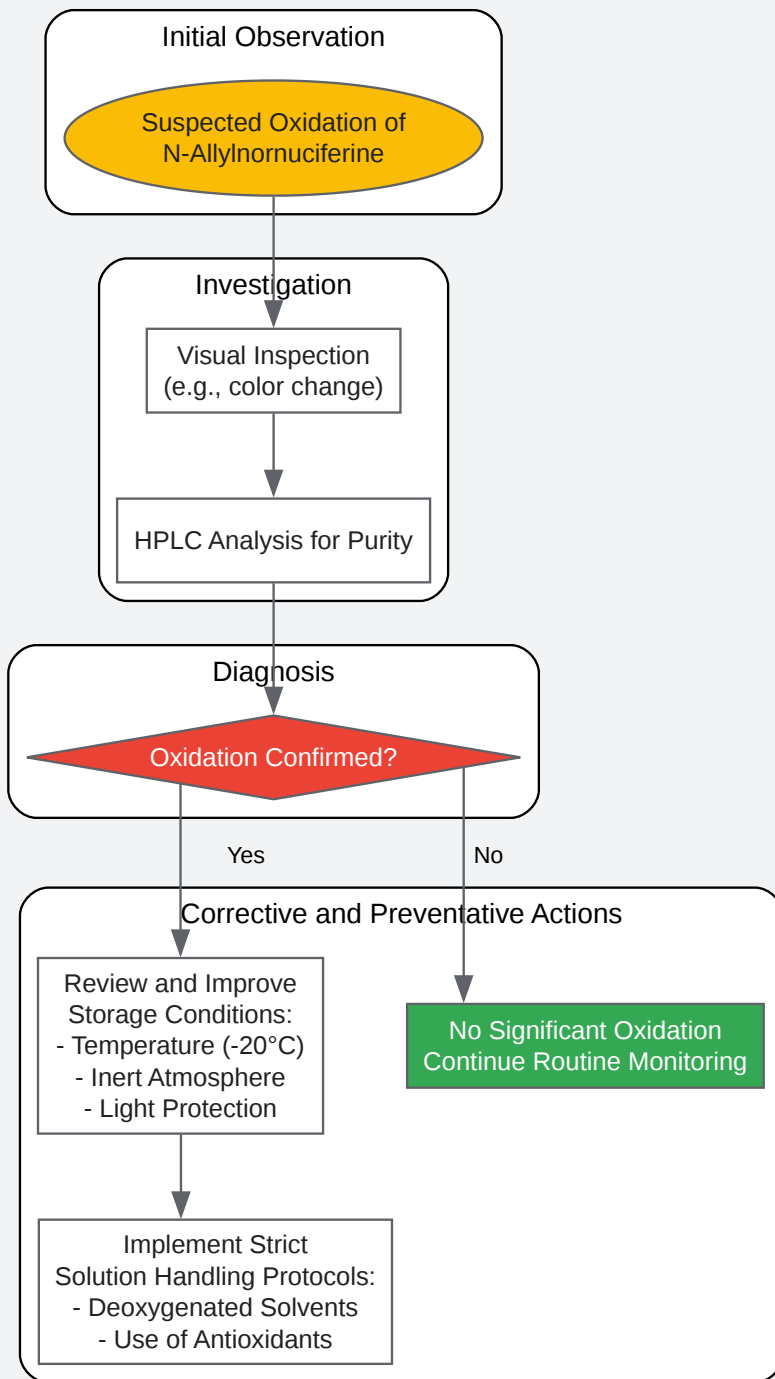 Initial Observation
Suspected Oxidation of
N-Allylnornuciferine
Investigation
Visual Inspection
(e.g., color change)
HPLC Analysis for Purity
Diagnosis
Oxidation Confirmed?
Yes
No
Corrective and Preventative Actions
Review and Improve
Storage Conditions:
- Temperature (-20°C)
- Inert Atmosphere
- Light Protection
No Significant Oxidation
Continue Routine Monitoring
Implement Strict
Solution Handling Protocols:
- Deoxygenated Solvents
- Use of Antioxidants